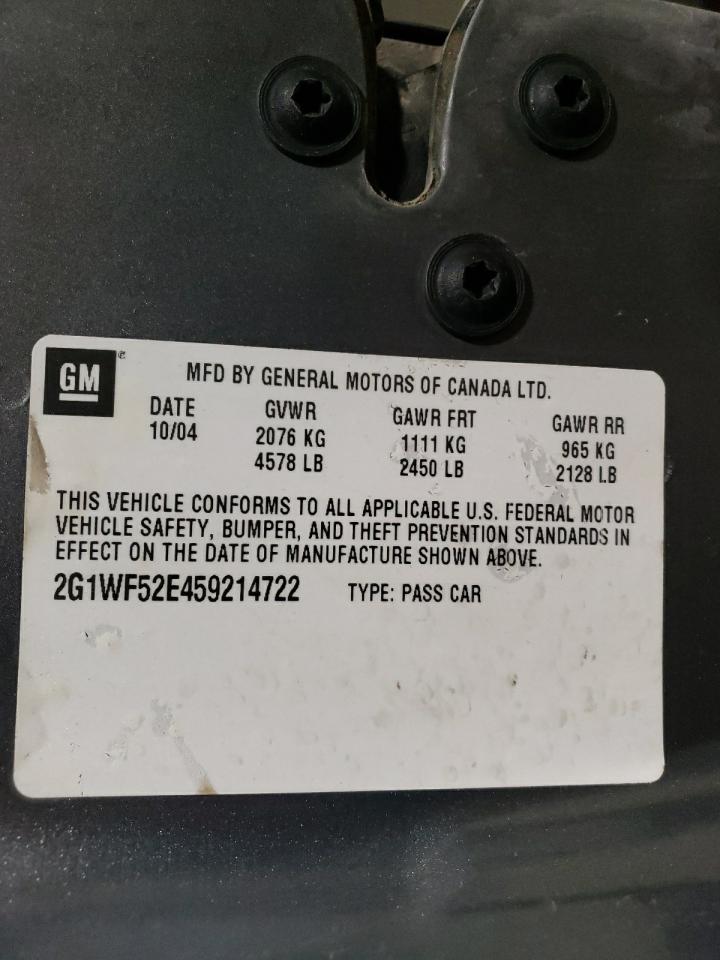 GM®
MFD BY GENERAL MOTORS OF CANADA LTD.
DATE GVWR GAWR FRT GAWR RR
10/04 2076 KG 1111 KG 965 KG
4578 LB 2450 LB 2128 LB
THIS VEHICLE CONFORMS TO ALL APPLICABLE U.S. FEDERAL MOTOR
VEHICLE SAFETY, BUMPER, AND THEFT PREVENTION STANDARDS IN
EFFECT ON THE DATE OF MANUFACTURE SHOWN ABOVE.
2G1WF52E459214722 TYPE: PASS CAR